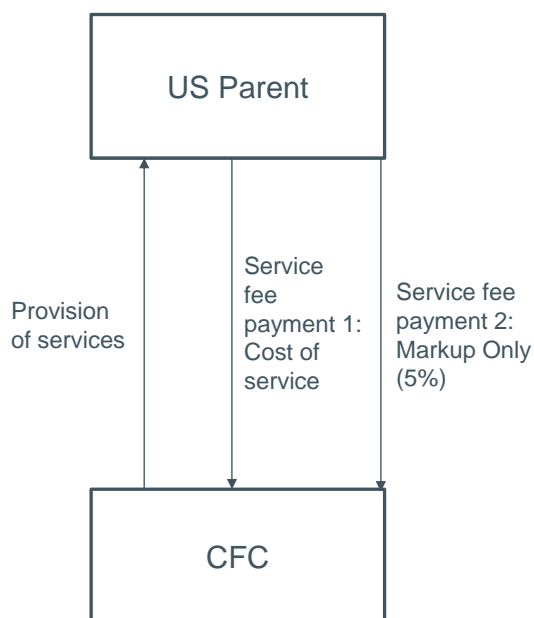 US Parent
Provision
of services
Service
fee
payment 1:
Cost of
service
Service fee
payment 2:
Markup Only
(5%)
CFC